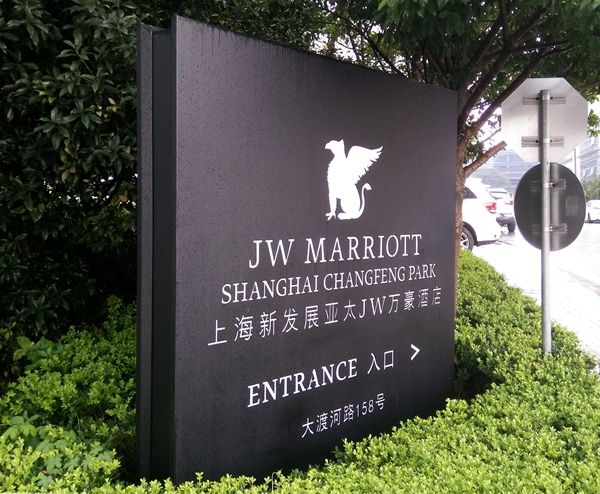 JW MARRIOTT
SHANGHAI CHANGFENG PARK
上海新发展亚太JW万豪酒店
ENTRANCE 入口 >
大渡河路158号